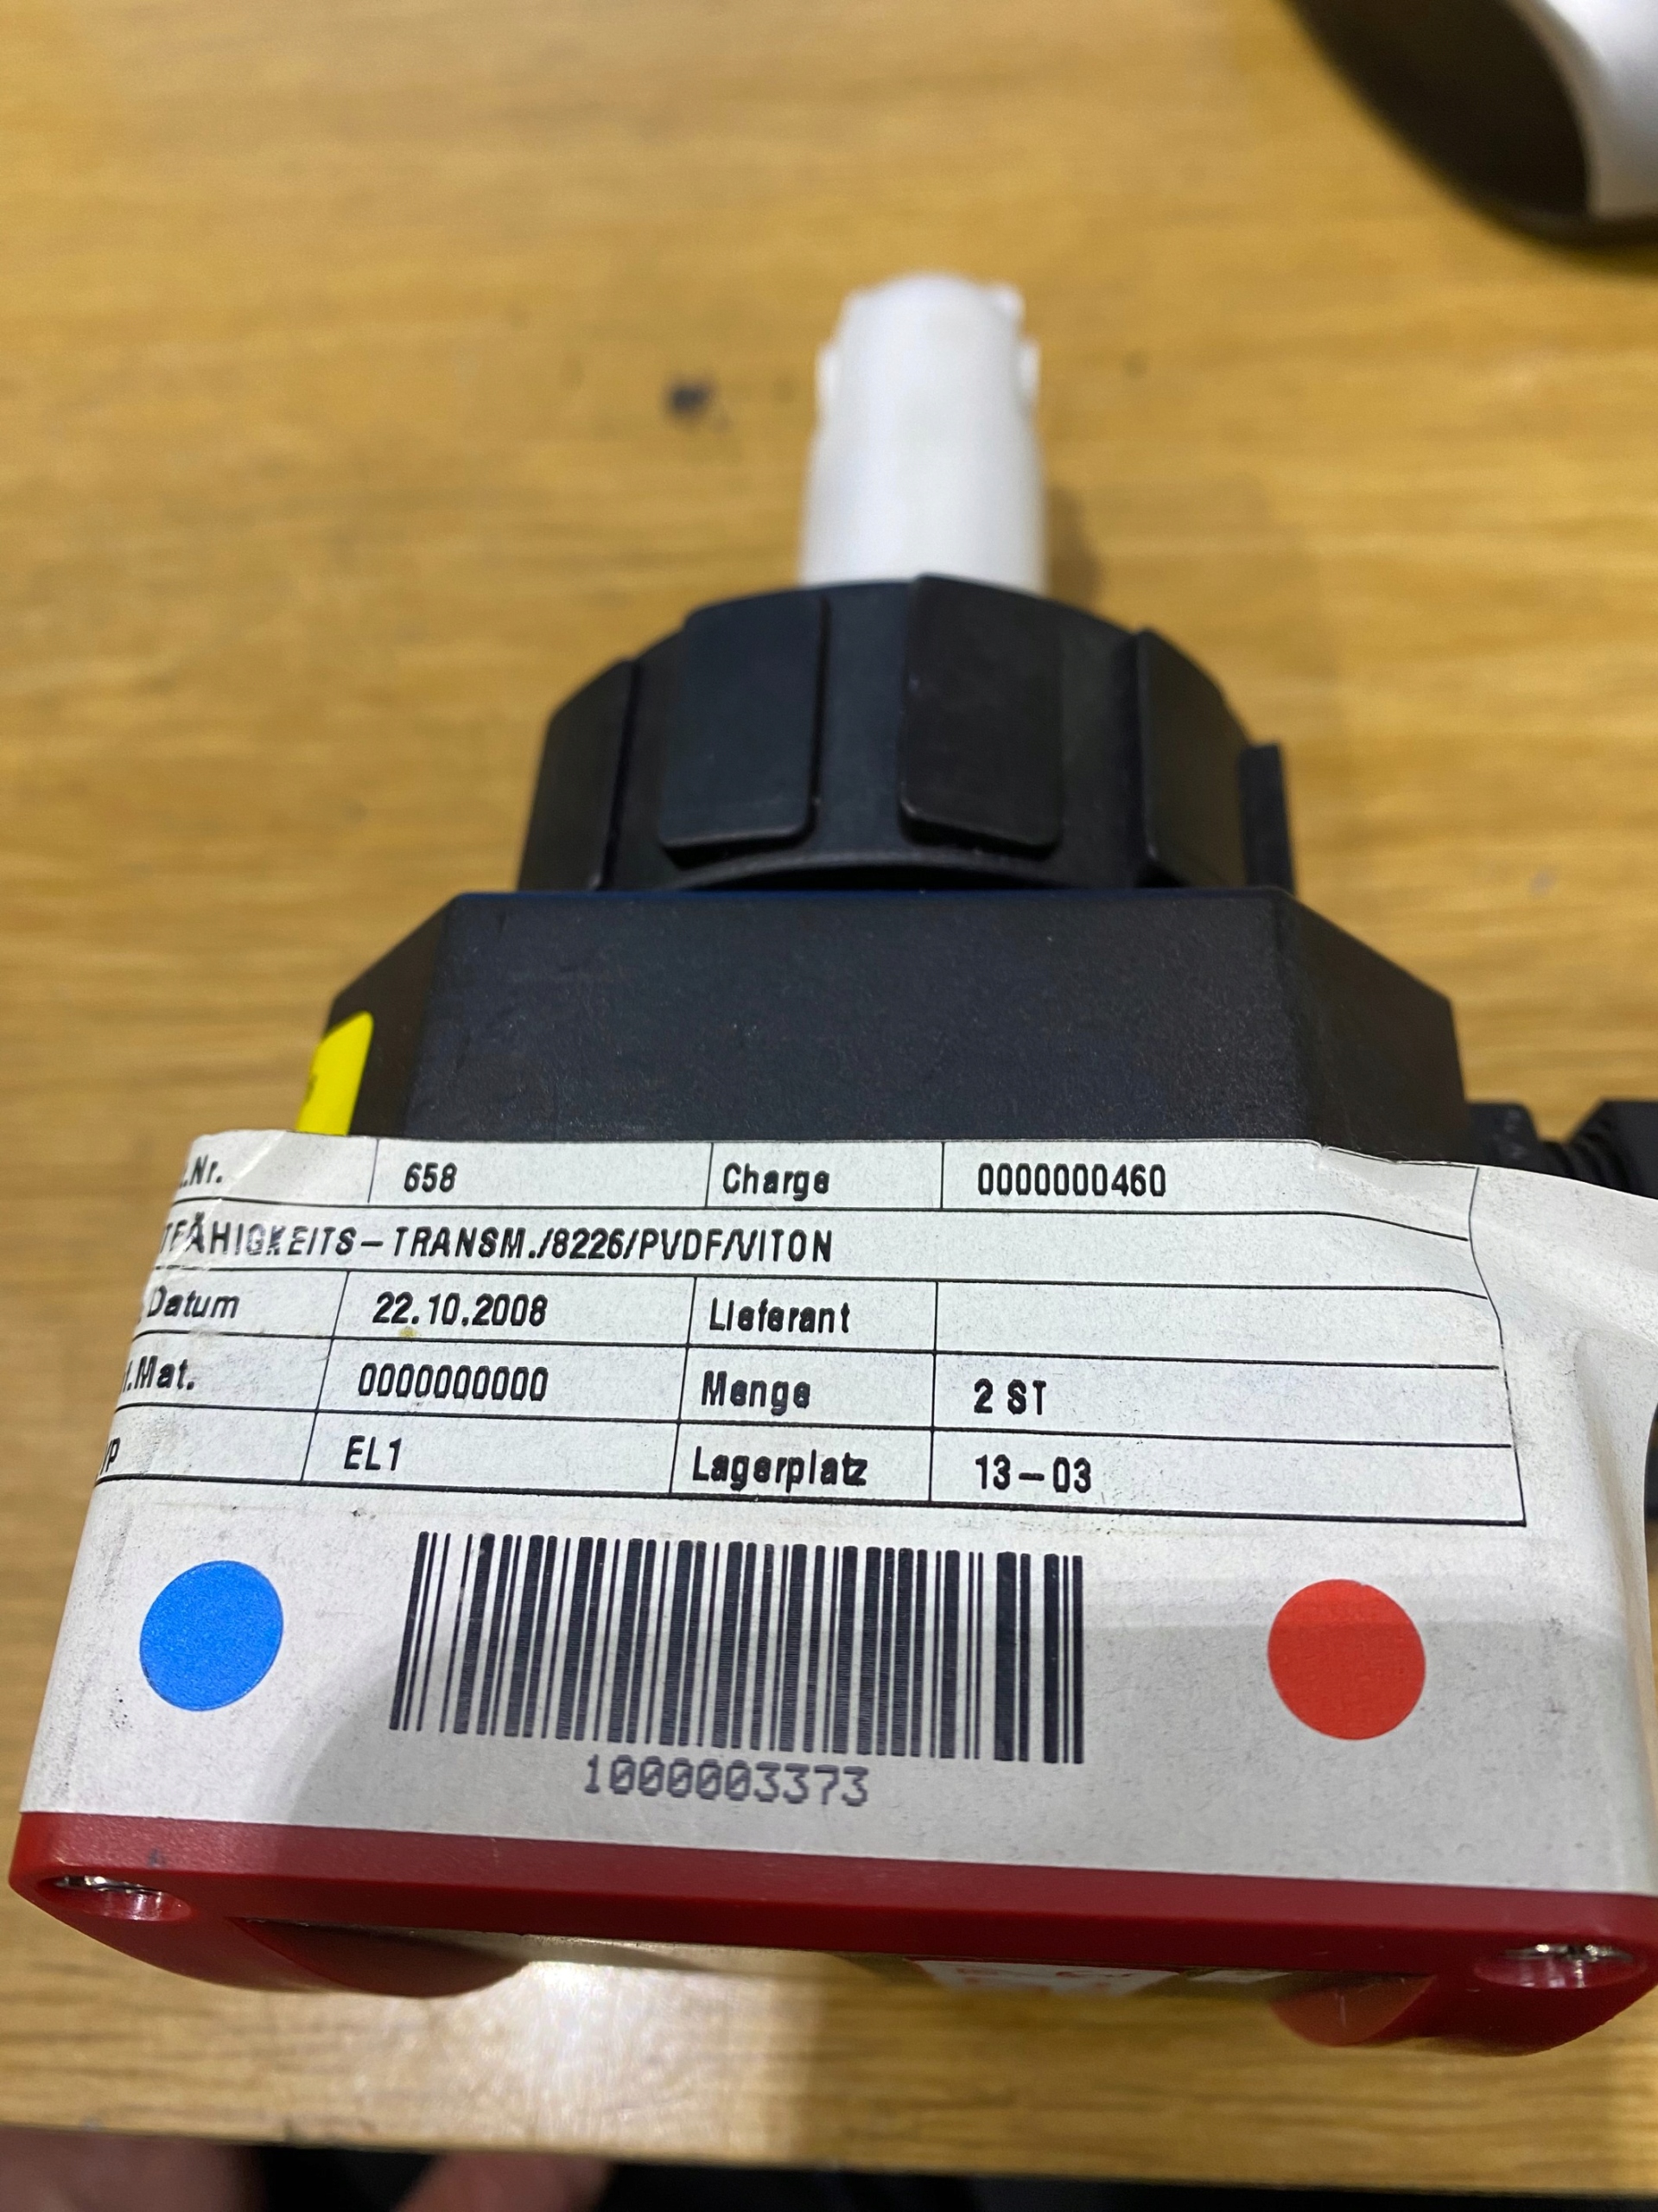 .Nr. 658 Charge 0000000460
TFÄHIGKEITS-TRANSM./8226/PVDF/VITON
.Datum 22.10.2008 Lieferant
.Mat. 0000000000 Menge 2 ST
YP EL1 Lagerplatz 13-03
1000003373